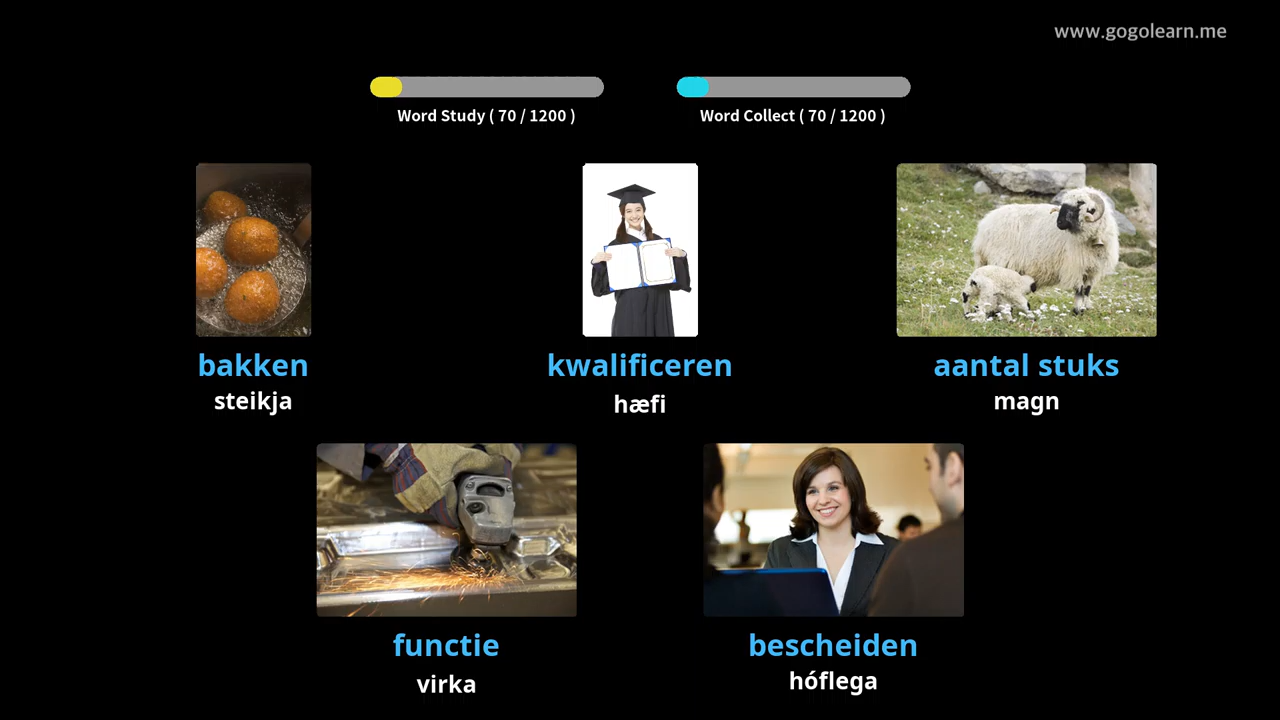 www.gogolearn.me
Word Study ( 70 / 1200 )
Word Collect ( 70 / 1200 )
bakken
steikja
kwalificeren
hæfi
aantal stuks
magn
functie
virka
bescheiden
hóflega